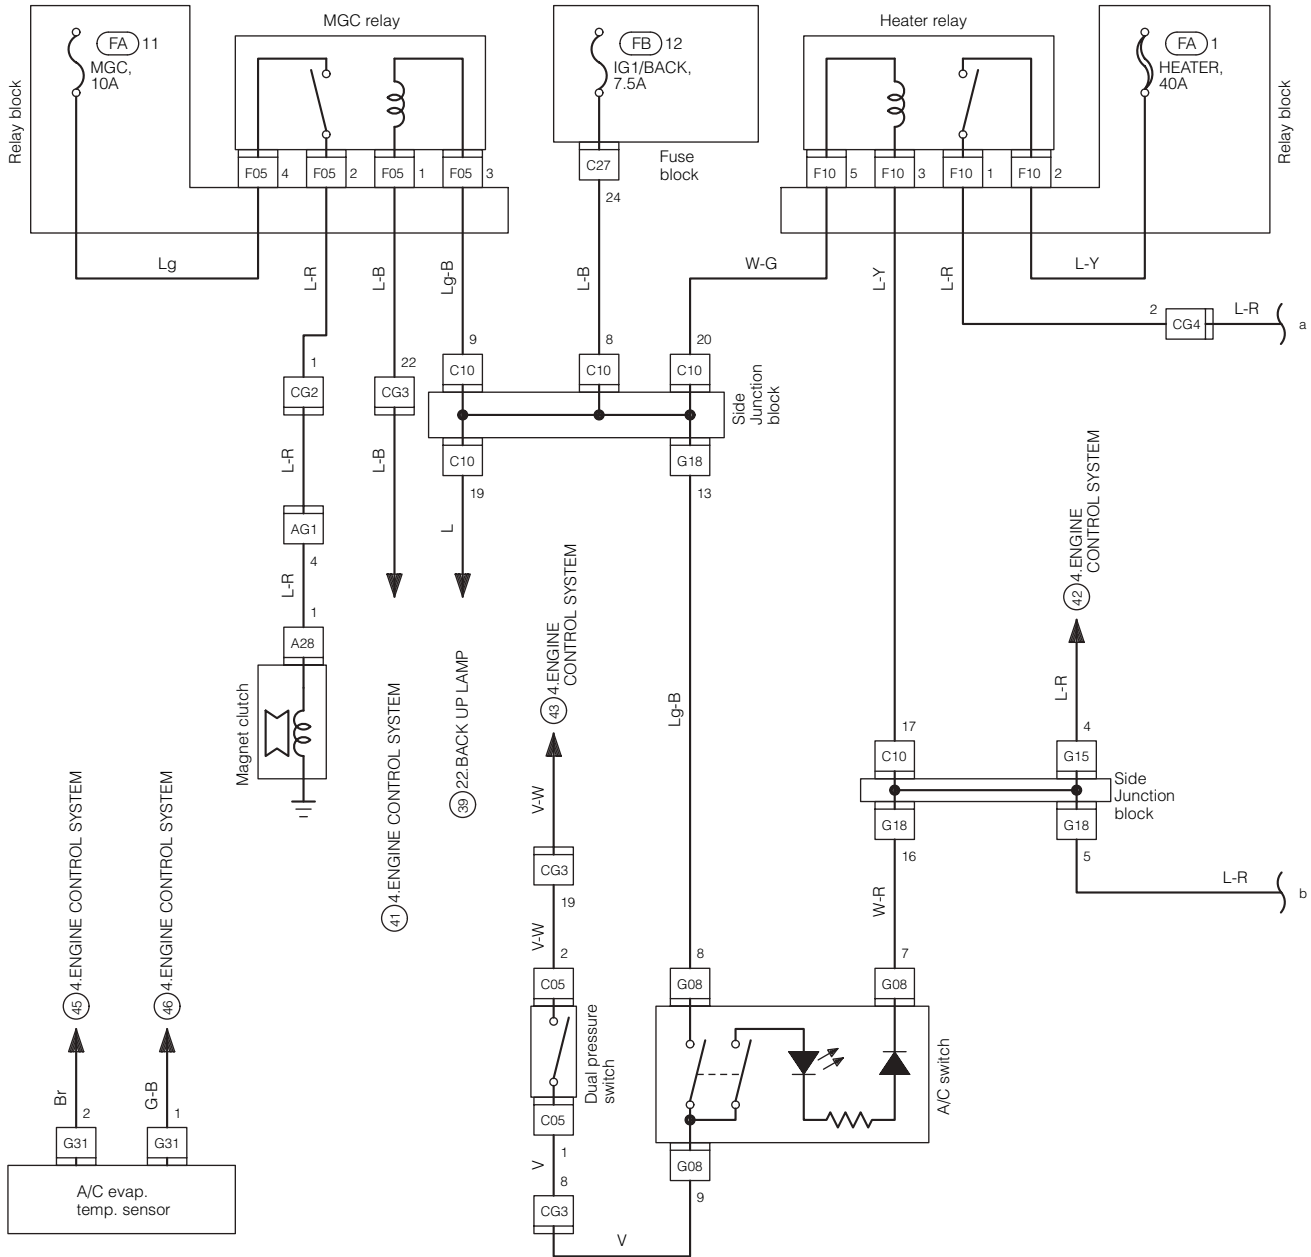 MGC relay
Heater relay
FA 11
MGC,
10A
FB 12
IG1/BACK,
7.5A
FA 1
HEATER,
40A
Relay block
Relay block
Fuse
block
F05 4
F05 2
F05 1
F05 3
C27
24
F10 5
F10 3
F10 1
F10 2
Lg
L-R
L-B
Lg-B
L-B
W-G
L-Y
L-R
L-Y
2
CG4
L-R
a
1
CG2
22
CG3
9
C10
8
C10
20
C10
Side
Junction
block
L-R
L-B
C10
19
G18
13
AG1
4
L
L-R
1
A28
Magnet clutch
41 4.ENGINE CONTROL SYSTEM
39 22.BACK UP LAMP
43 4.ENGINE
CONTROL SYSTEM
42 4.ENGINE
CONTROL SYSTEM
Lg-B
L-R
17
C10
4
G15
Side
Junction
block
G18
16
G18
5
L-R
b
V-W
CG3
19
V-W
W-R
45 4.ENGINE CONTROL SYSTEM
46 4.ENGINE CONTROL SYSTEM
2
C05
8
G08
7
G08
Dual pressure
switch
A/C switch
Br
G-B
2
G31
1
G31
A/C evap.
temp. sensor
C05
1
V
8
CG3
V
G08
9